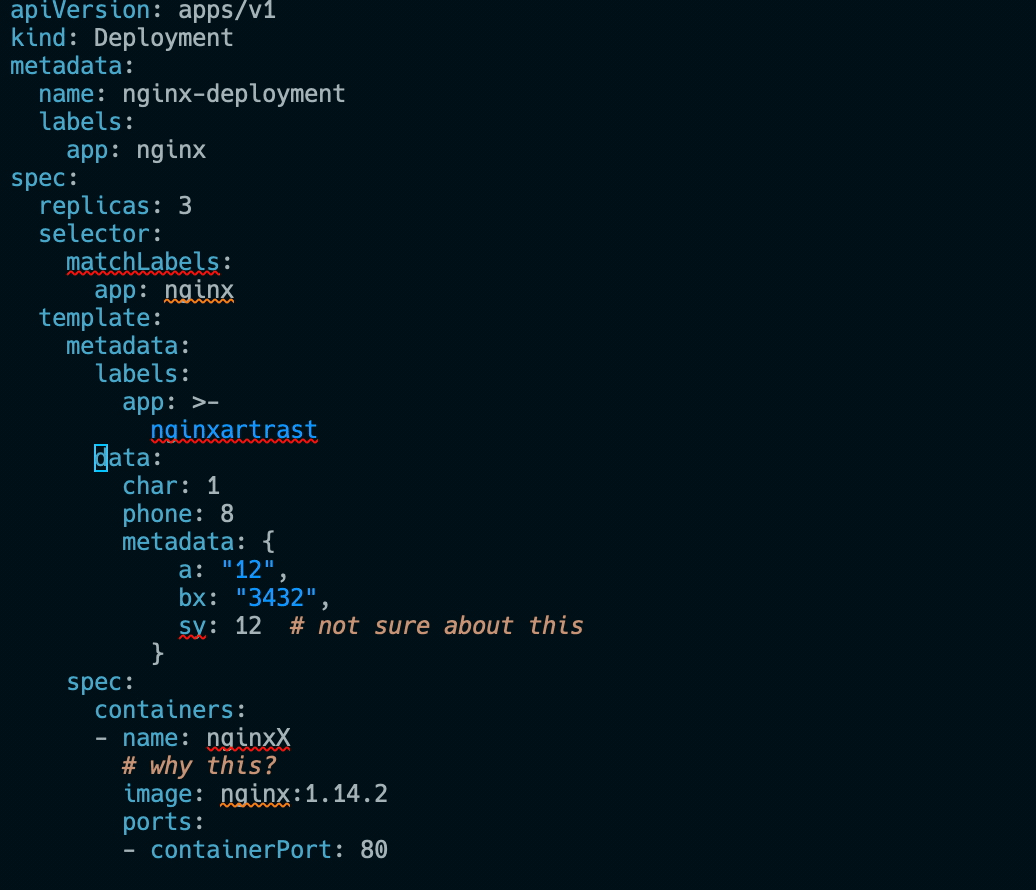 apiVersion: apps/v1
kind: Deployment
metadata:
  name: nginx-deployment
  labels:
    app: nginx
spec:
  replicas: 3
  selector:
    matchLabels:
      app: nginx
  template:
    metadata:
      labels:
        app: >-
          nginxartrast
      data:
        char: 1
        phone: 8
        metadata: {
            a: "12",
            bx: "3432",
            sy: 12  # not sure about this
          }
    spec:
      containers:
      - name: nginxX
        # why this?
        image: nginx:1.14.2
        ports:
        - containerPort: 80